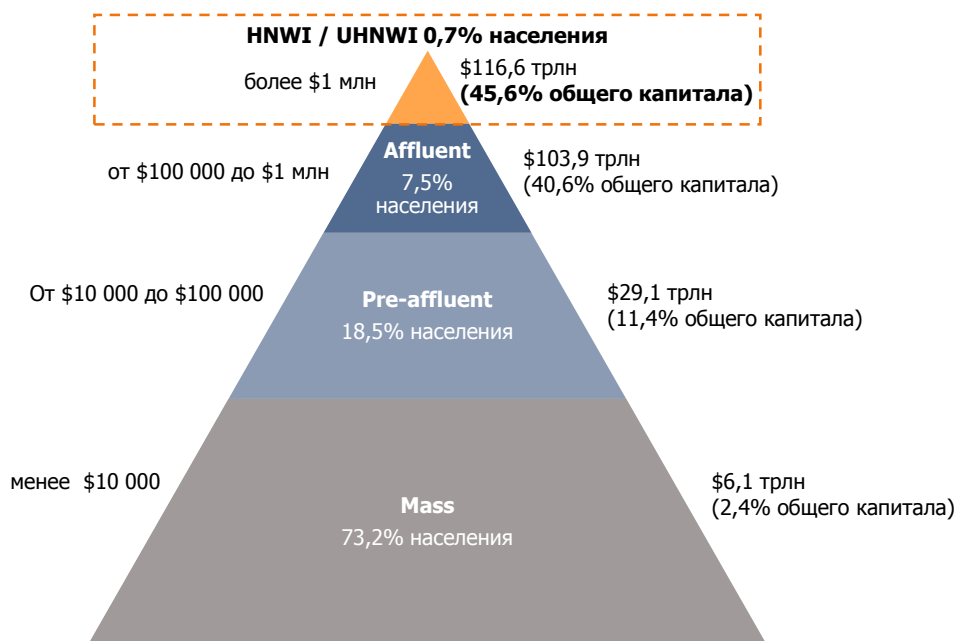 HNWI / UHNWI 0,7% населения
более $1 млн
$116,6 трлн
(45,6% общего капитала)
от $100 000 до $1 млн
Affluent
7,5%
населения
$103,9 трлн
(40,6% общего капитала)
От $10 000 до $100 000
Pre-affluent
18,5% населения
$29,1 трлн
(11,4% общего капитала)
менее $10 000
Mass
73,2% населения
$6,1 трлн
(2,4% общего капитала)